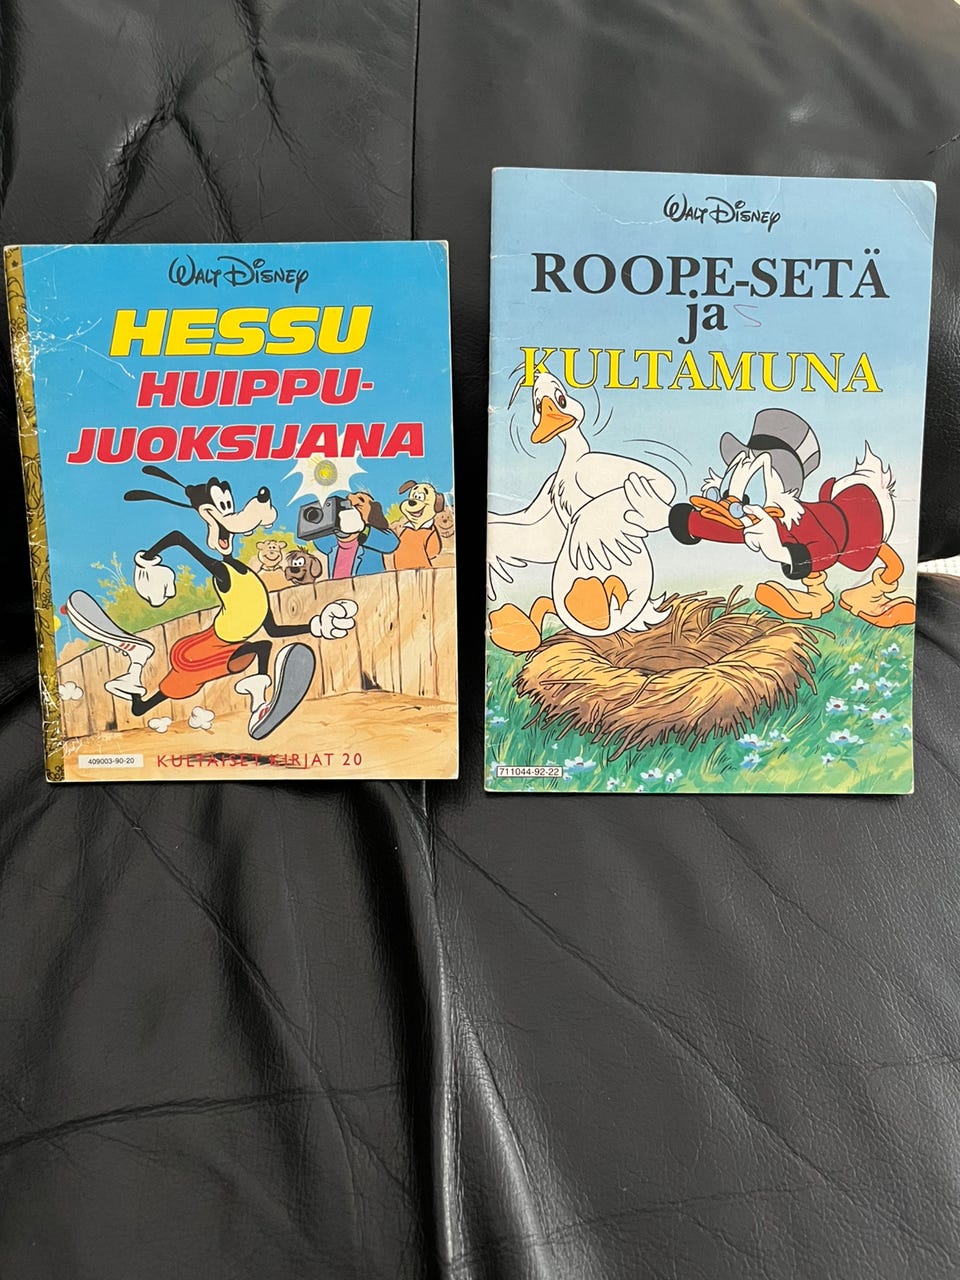 WALT DISNEY
HESSU
HUIPPU-
JUOKSIJANA
409003-90-20
KULTAISET KIRJAT 20
WALT DISNEY
ROOPE-SETÄ
ja
KULTAMUNA
711044-92-22